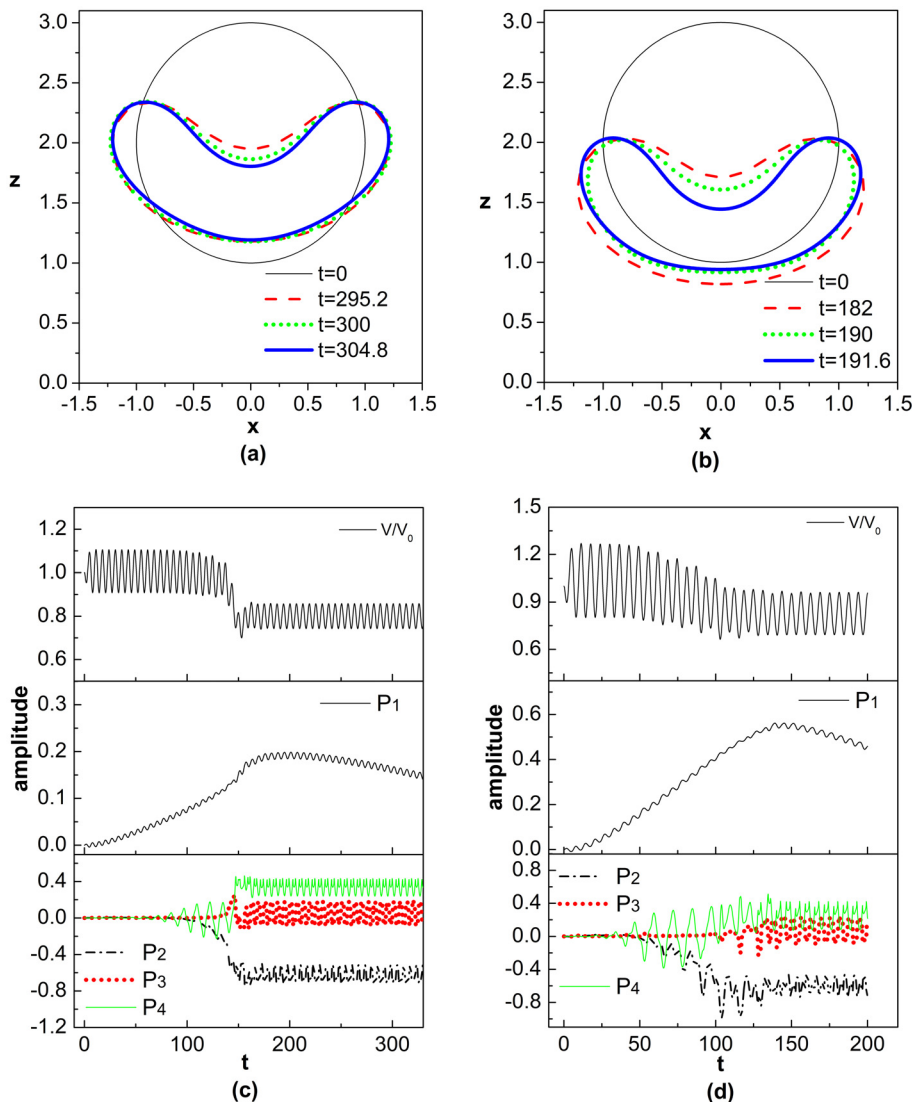 3.0
2.5
2.0
z
1.5
1.0
0.5
0.0
-1.5 -1.0 -0.5 0.0 0.5 1.0 1.5
x
t=0
t=295.2
t=300
t=304.8
(a)
3.0
2.5
2.0
z
1.5
1.0
0.5
0.0
-1.5 -1.0 -0.5 0.0 0.5 1.0 1.5
x
t=0
t=182
t=190
t=191.6
(b)
V/V0
1.2
1.0
0.8
0.6
P1
0.3
0.2
0.1
0.0
amplitude
0.4
0.0
-0.4
-0.8
-1.2
P2
P3
P4
0 100 200 300
t
(c)
V/V0
1.5
1.2
0.9
0.6
P1
0.6
0.4
0.2
0.0
amplitude
0.8
0.4
0.0
-0.4
-0.8
P2
P3
P4
0 50 100 150 200
t
(d)